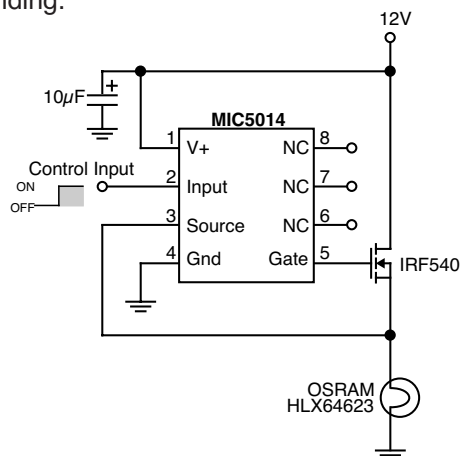 nding.
12V
10µF
+
MIC5014
1 V+ NC 8
Control Input
ON
OFF
2 Input NC 7
3 Source NC 6
4 Gnd Gate 5
IRF540
OSRAM
HLX64623